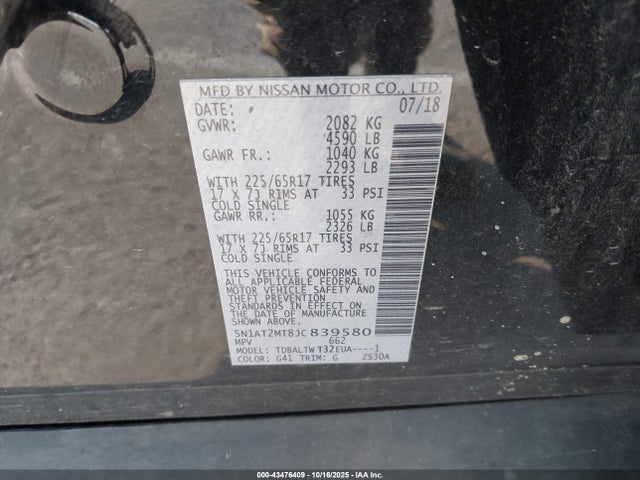 MFD BY NISSAN MOTOR CO., LTD.
DATE: 07/18
GVWR: 2082 KG
4590 LB
GAWR FR.: 1040 KG
2293 LB
WITH 225/65R17 TIRES
17 X 7J RIMS AT 33 PSI
COLD SINGLE
GAWR RR.: 1055 KG
2326 LB
WITH 225/65R17 TIRES
17 X 7J RIMS AT 33 PSI
COLD SINGLE
THIS VEHICLE CONFORMS TO
ALL APPLICABLE FEDERAL
MOTOR VEHICLE SAFETY AND
THEFT PREVENTION
STANDARDS IN EFFECT ON
THE DATE OF MANUFACTURE
SHOWN ABOVE.
5N1AT2MT8JC839580
MPV 662
MODEL: TDBALTW T32EUA----I
COLOR: G41 TRIM: G ZS30A
000-43476409 - 10/16/2025 - IAA Inc.